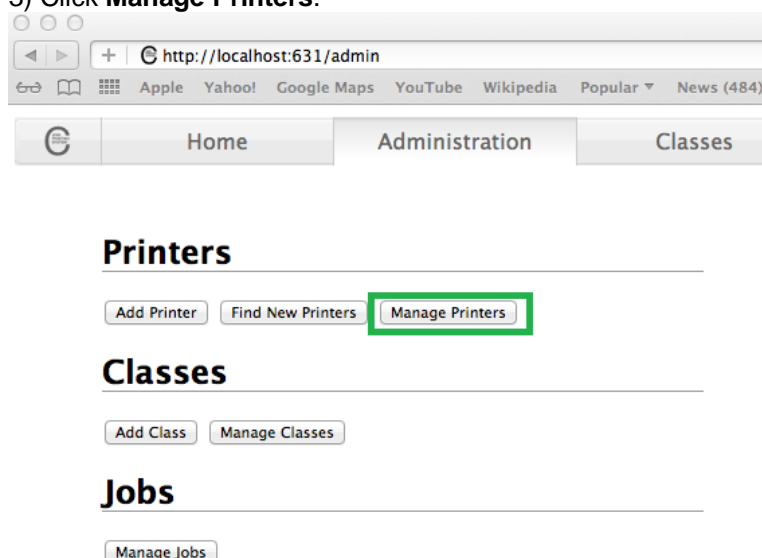 3) Click Manage Printers.
http://localhost:631/admin
Apple Yahoo! Google Maps YouTube Wikipedia Popular ▾ News (484)
Home Administration Classes
Printers
Add Printer Find New Printers Manage Printers
Classes
Add Class Manage Classes
Jobs
Manage Jobs